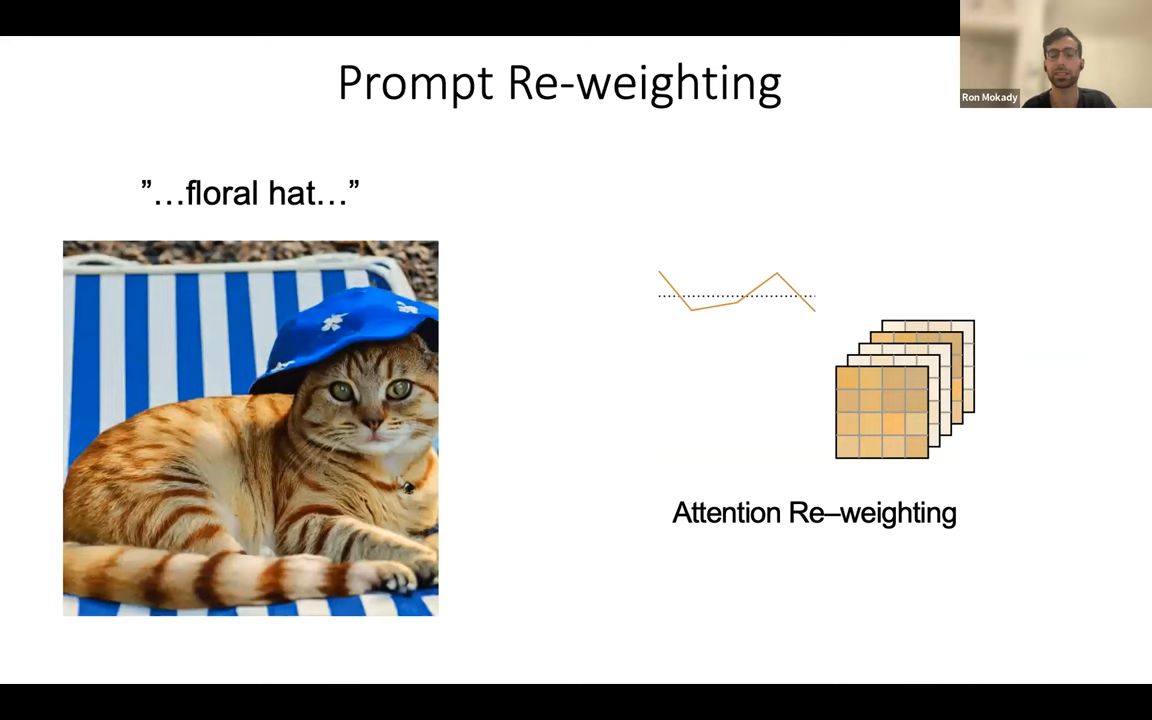 Prompt Re-weighting
Ron Mokady
”…floral hat…”
Attention Re–weighting